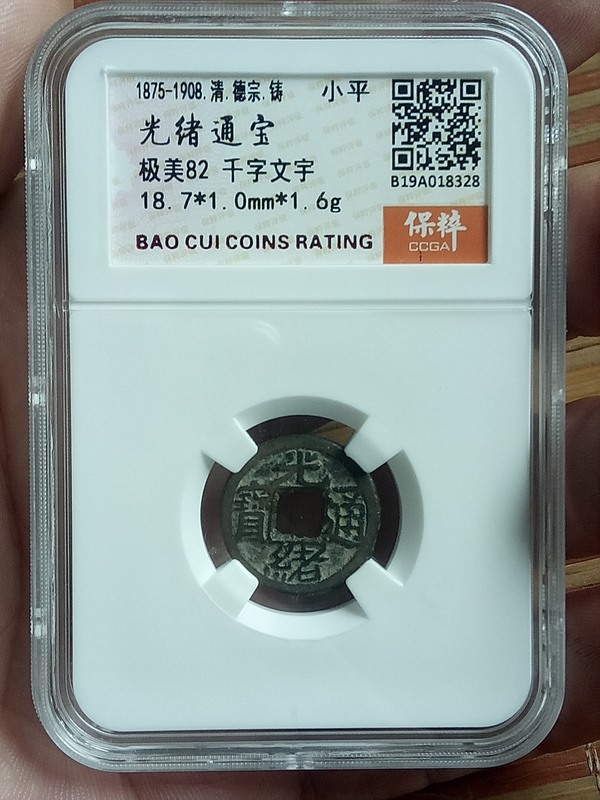 1875-1908.清.德宗.铸 小平
光绪通宝
极美82 千字文宇
18.7*1.0mm*1.6g
BAO CUI COINS RATING
B19A018328
保粹
CCGA
光緒通寶